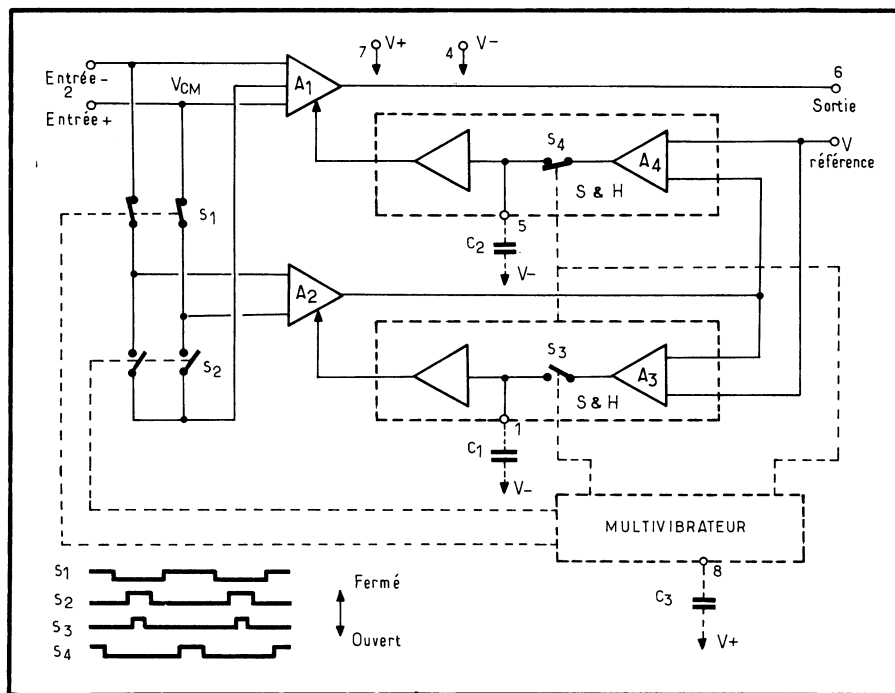 V+
7
V-
4
Entrée-
2
Entrée+
VCM
A1
6
Sortie
S4
A4
V
référence
S & H
5
C2
V-
S1
A2
S2
S3
A3
S & H
1
C1
V-
MULTIVIBRATEUR
8
C3
V+
S1
S2
S3
S4
Fermé
Ouvert